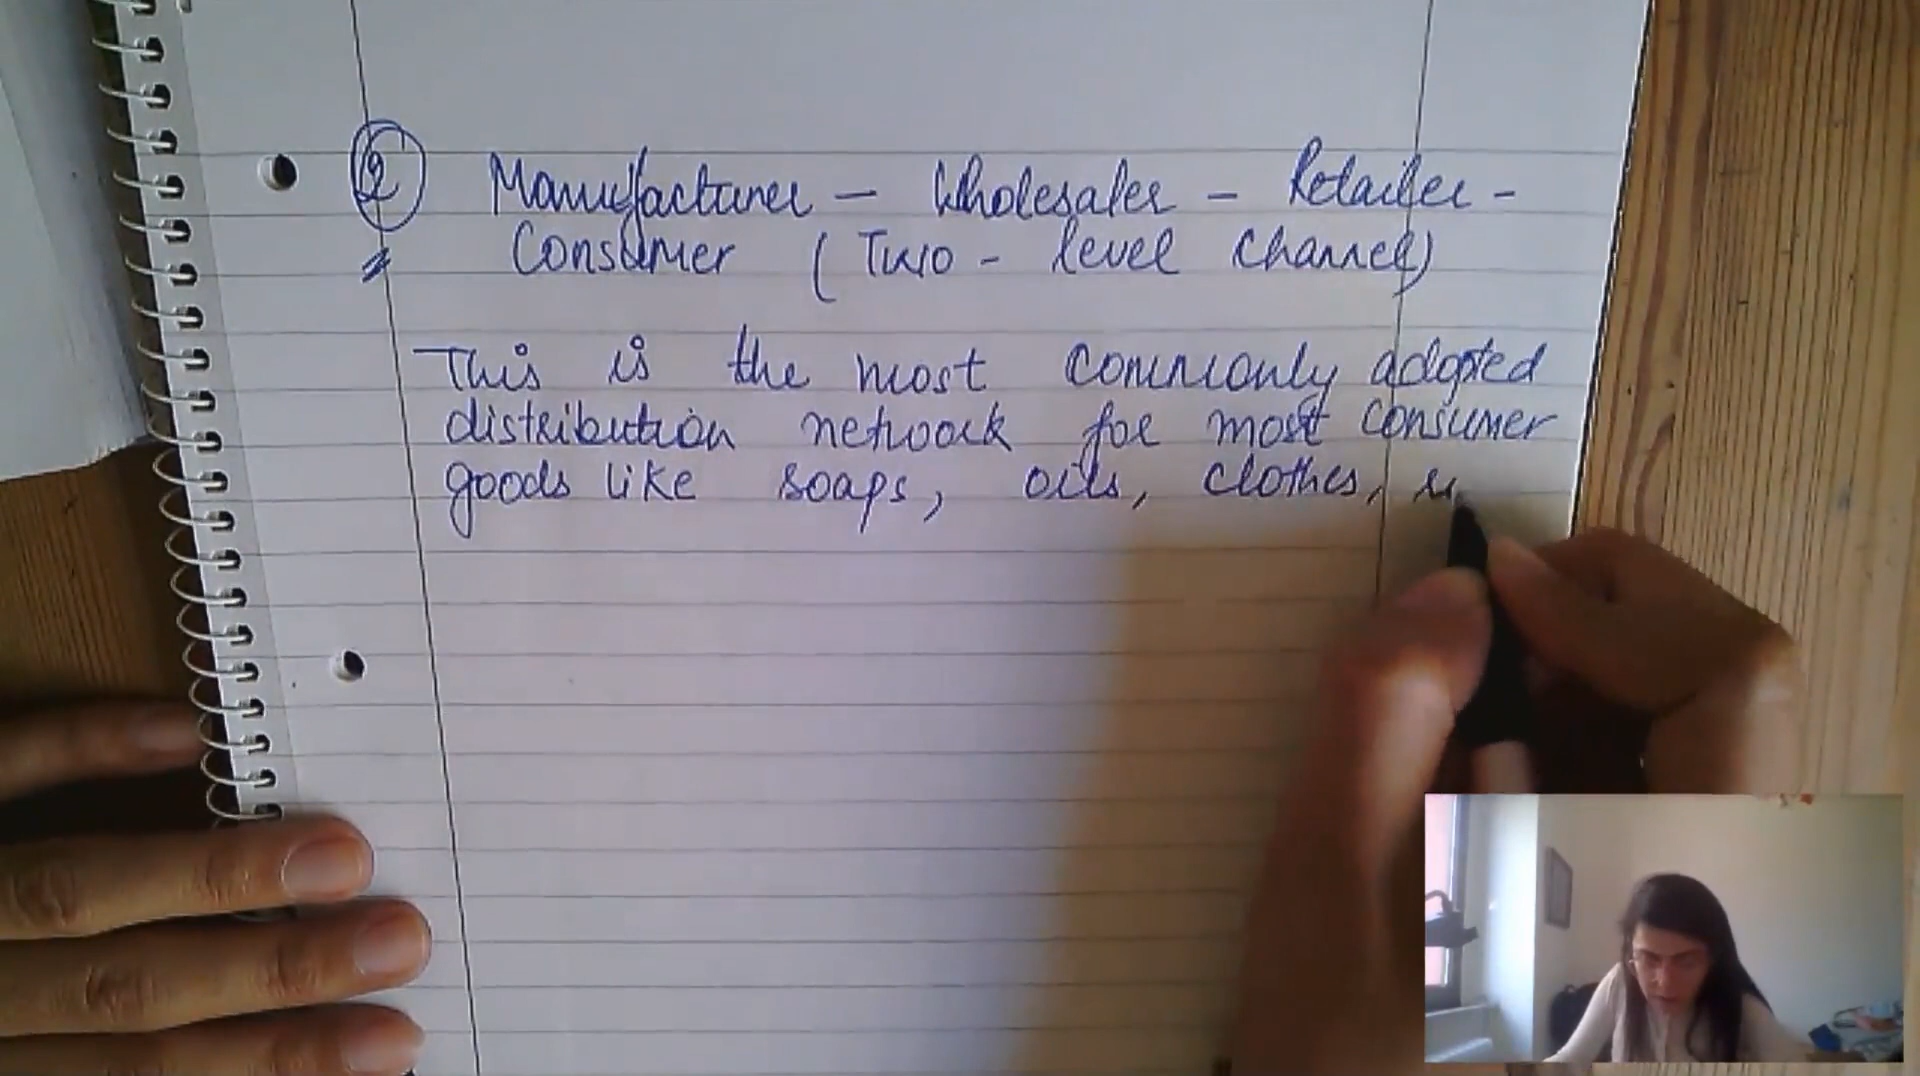 ② Manufacturer - Wholesaler - Retailer -
Consumer (Two - level channel)
This is the most commonly adopted
distribution network for most consumer
goods like soaps, oils, clothes,